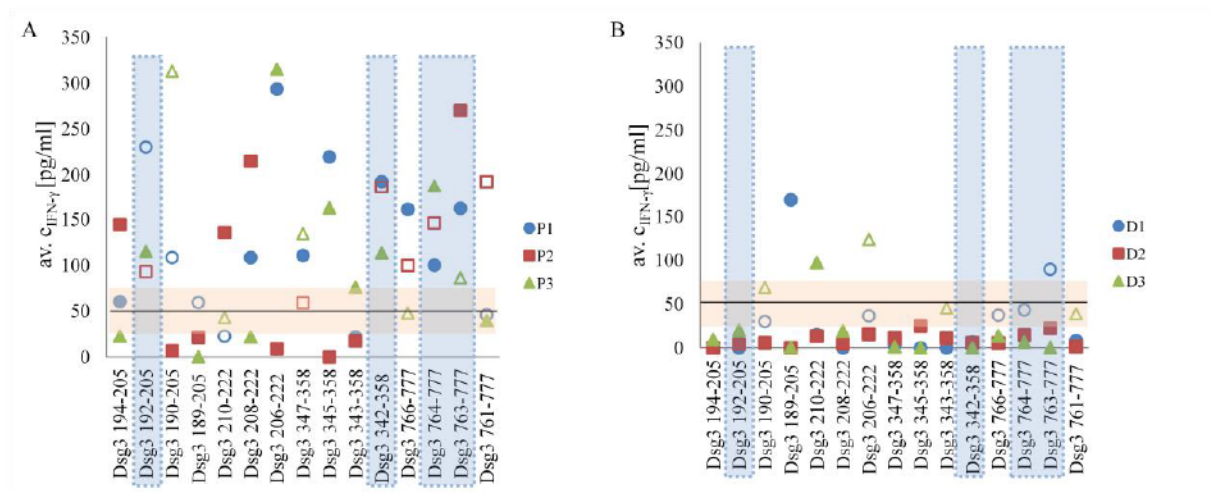 A
av. cIFN-γ [pg/ml]
350
300
250
200
150
100
50
0
Dsg3 194-205
Dsg3 192-205
Dsg3 190-205
Dsg3 189-205
Dsg3 210-222
Dsg3 208-222
Dsg3 206-222
Dsg3 347-358
Dsg3 345-358
Dsg3 343-358
Dsg3 342-358
Dsg3 766-777
Dsg3 764-777
Dsg3 763-777
Dsg3 761-777
P1
P2
P3
B
av. cIFN-γ[pg/ml]
350
300
250
200
150
100
50
0
Dsg3 194-205
Dsg3 192-205
Dsg3 190-205
Dsg3 189-205
Dsg3 210-222
Dsg3 208-222
Dsg3 206-222
Dsg3 347-358
Dsg3 345-358
Dsg3 343-358
Dsg3 342-358
Dsg3 766-777
Dsg3 764-777
Dsg3 763-777
Dsg3 761-777
D1
D2
D3